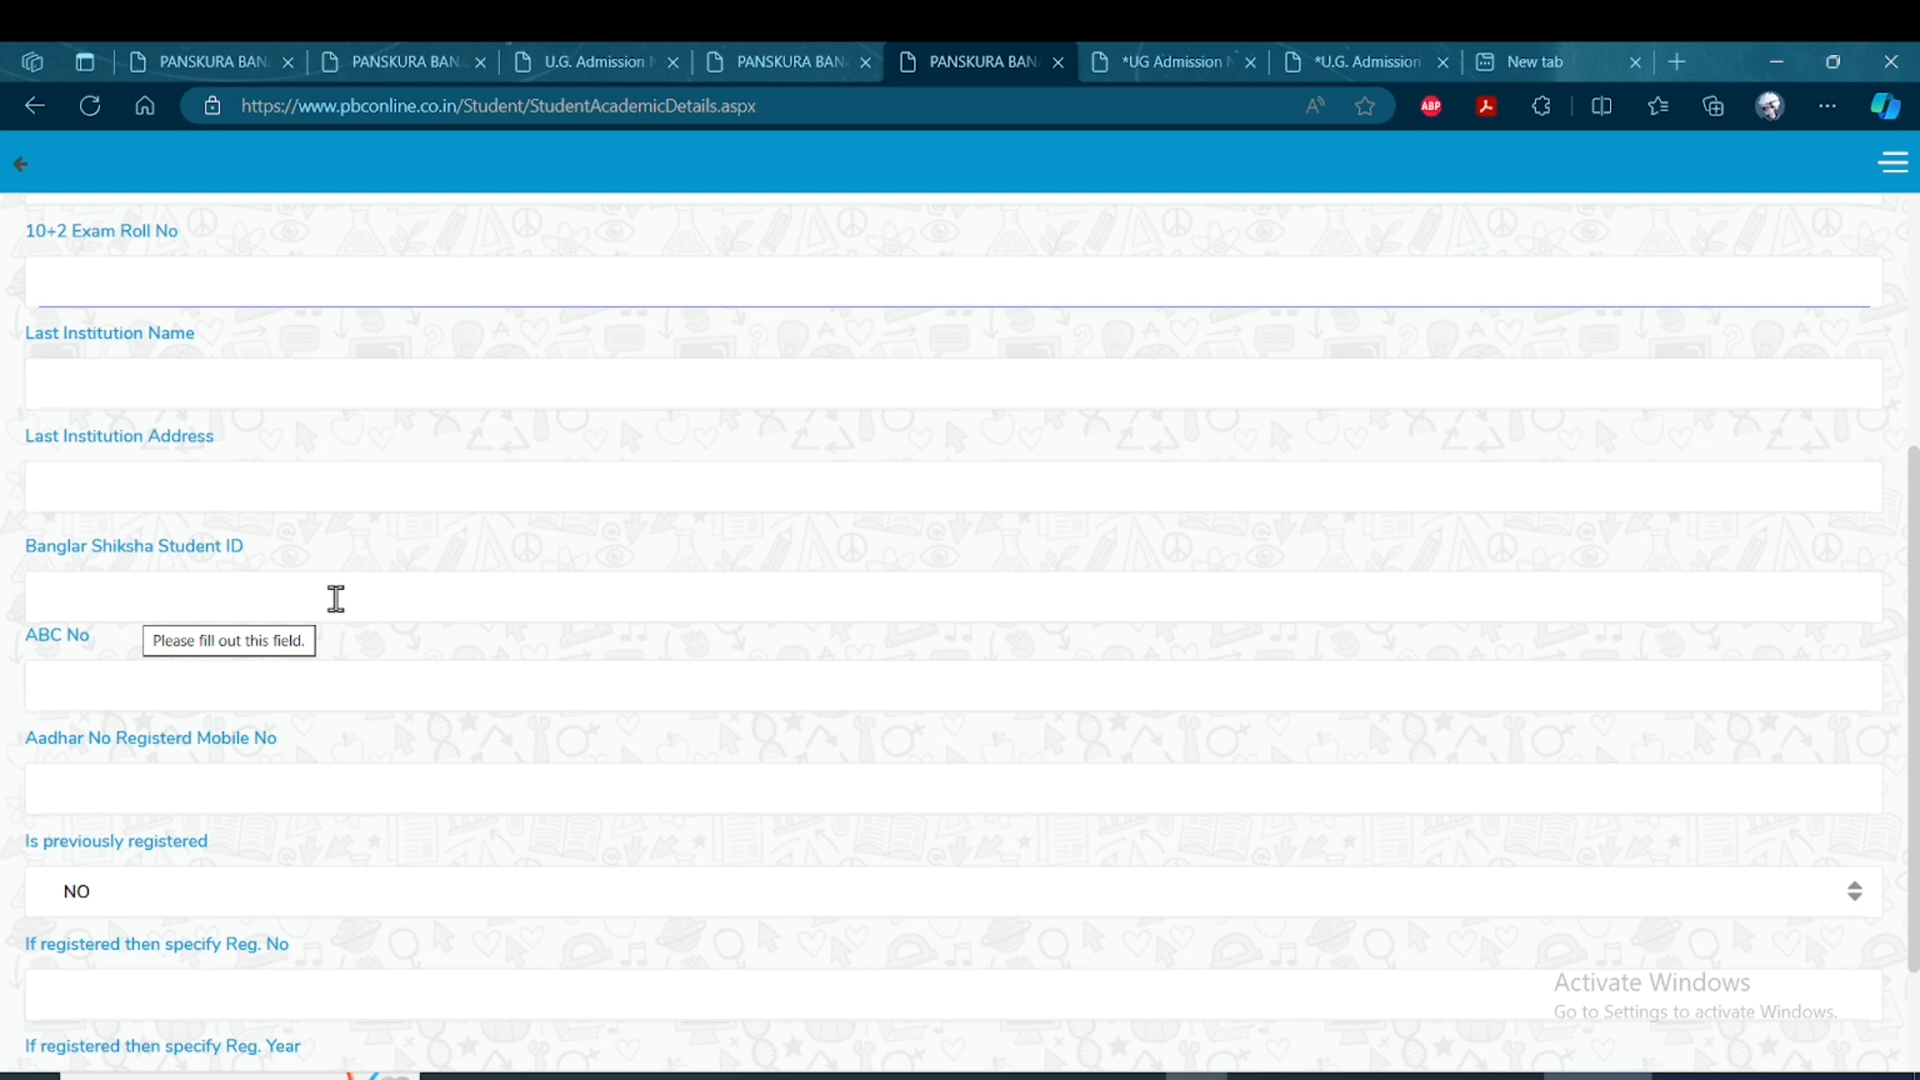 PANSKURA BAN
PANSKURA BAN
U.G. Admission
PANSKURA BAN
PANSKURA BAN
*UG Admission
*U.G. Admission
New tab
https://www.pbconline.co.in/Student/StudentAcademicDetails.aspx
ABP
10+2 Exam Roll No
Last Institution Name
Last Institution Address
Banglar Shiksha Student ID
ABC No
Please fill out this field.
Aadhar No Registerd Mobile No
Is previously registered
NO
If registered then specify Reg. No
Activate Windows
Go to Settings to activate Windows.
If registered then specify Reg. Year